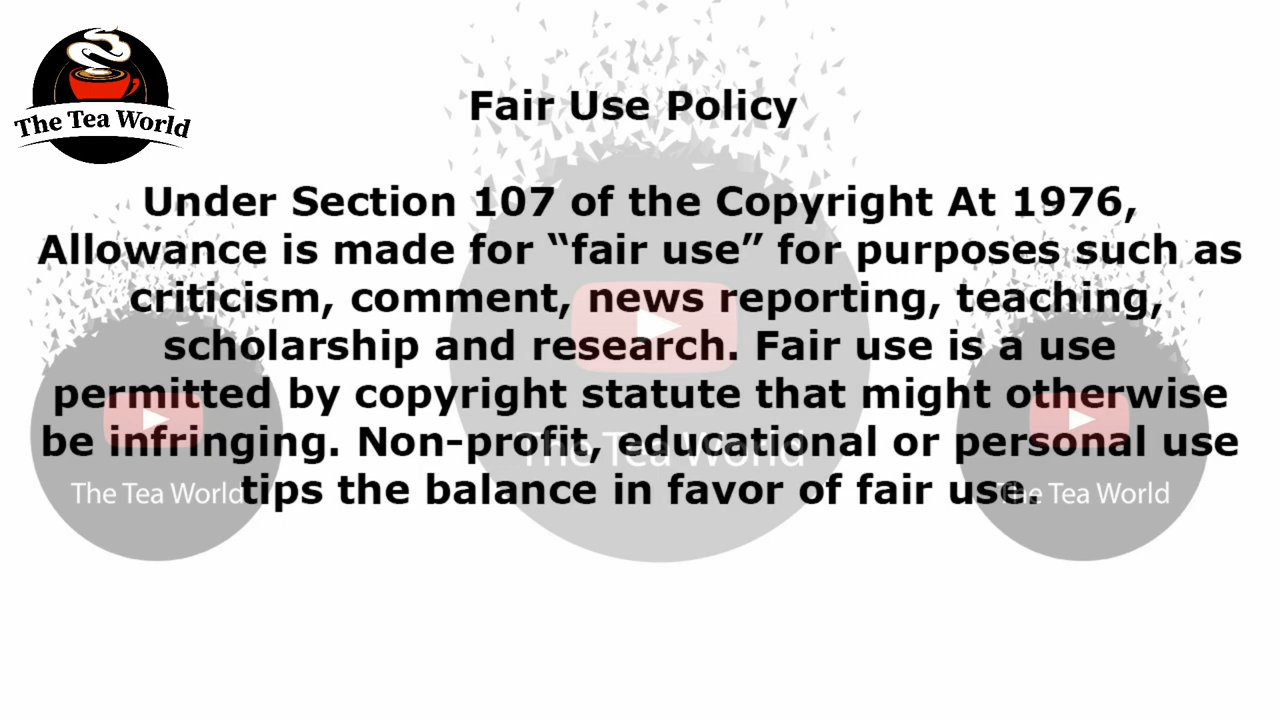 The Tea World
Fair Use Policy
Under Section 107 of the Copyright At 1976,
Allowance is made for “fair use” for purposes such as
criticism, comment, news reporting, teaching,
scholarship and research. Fair use is a use
permitted by copyright statute that might otherwise
be infringing. Non-profit, educational or personal use
tips the balance in favor of fair use.
The Tea World
The Tea World
The Tea World